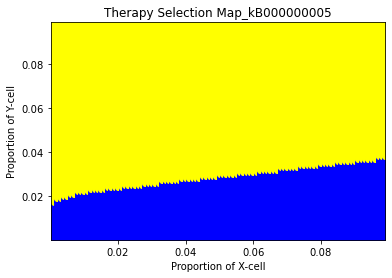 Therapy Selection Map_kB000000005
Proportion of Y-cell
0.08
0.06
0.04
0.02
0.02
0.04
0.06
0.08
Proportion of X-cell